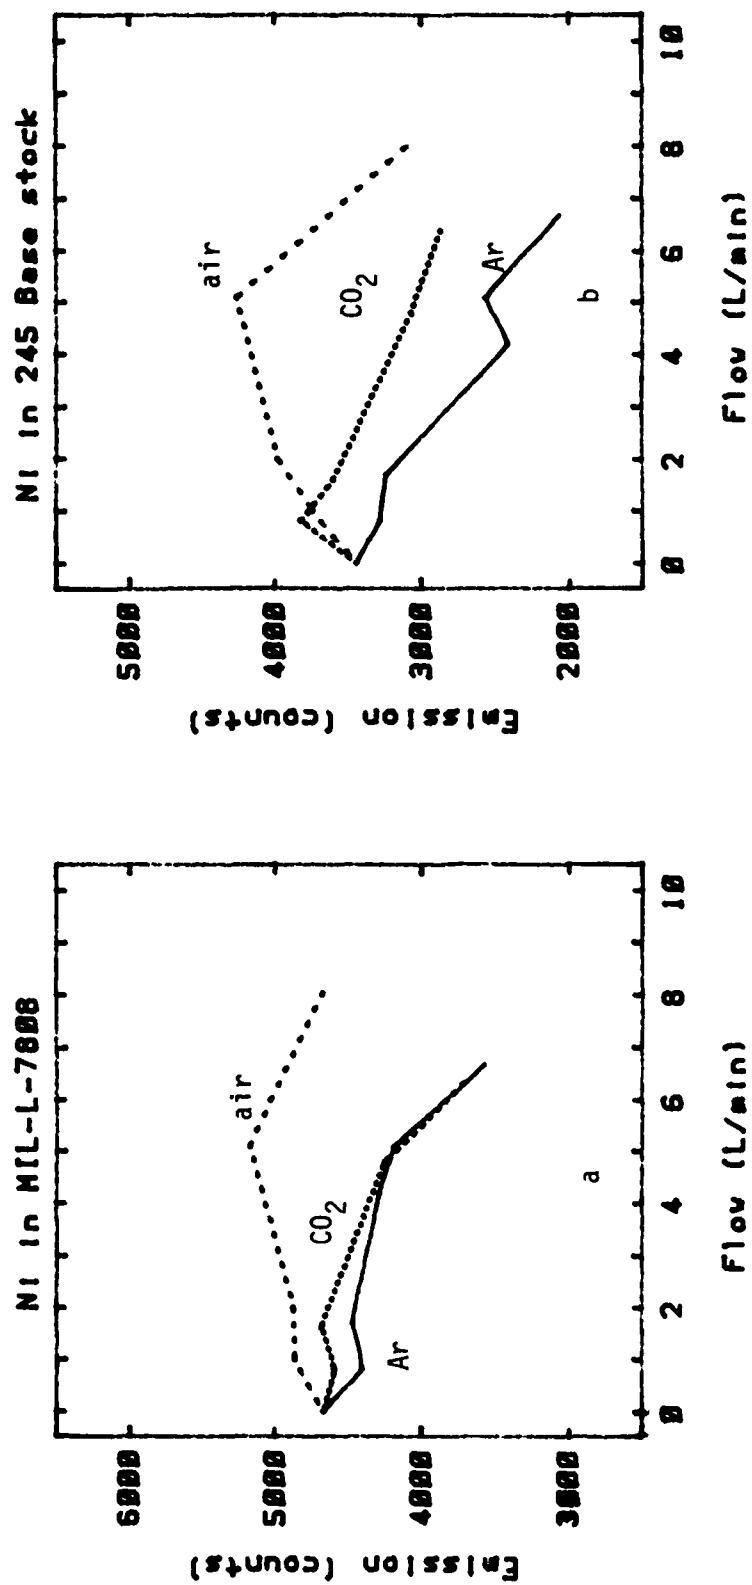 Ni in MIL-L-7808
Emission (counts)
6000
5000
4000
3000
air
CO2
Ar
a
0 2 4 6 8 10
Flow (L/min)
Ni in 245 Base stock
Emission (counts)
5000
4000
3000
2000
air
CO2
Ar
b
0 2 4 6 8 10
Flow (L/min)